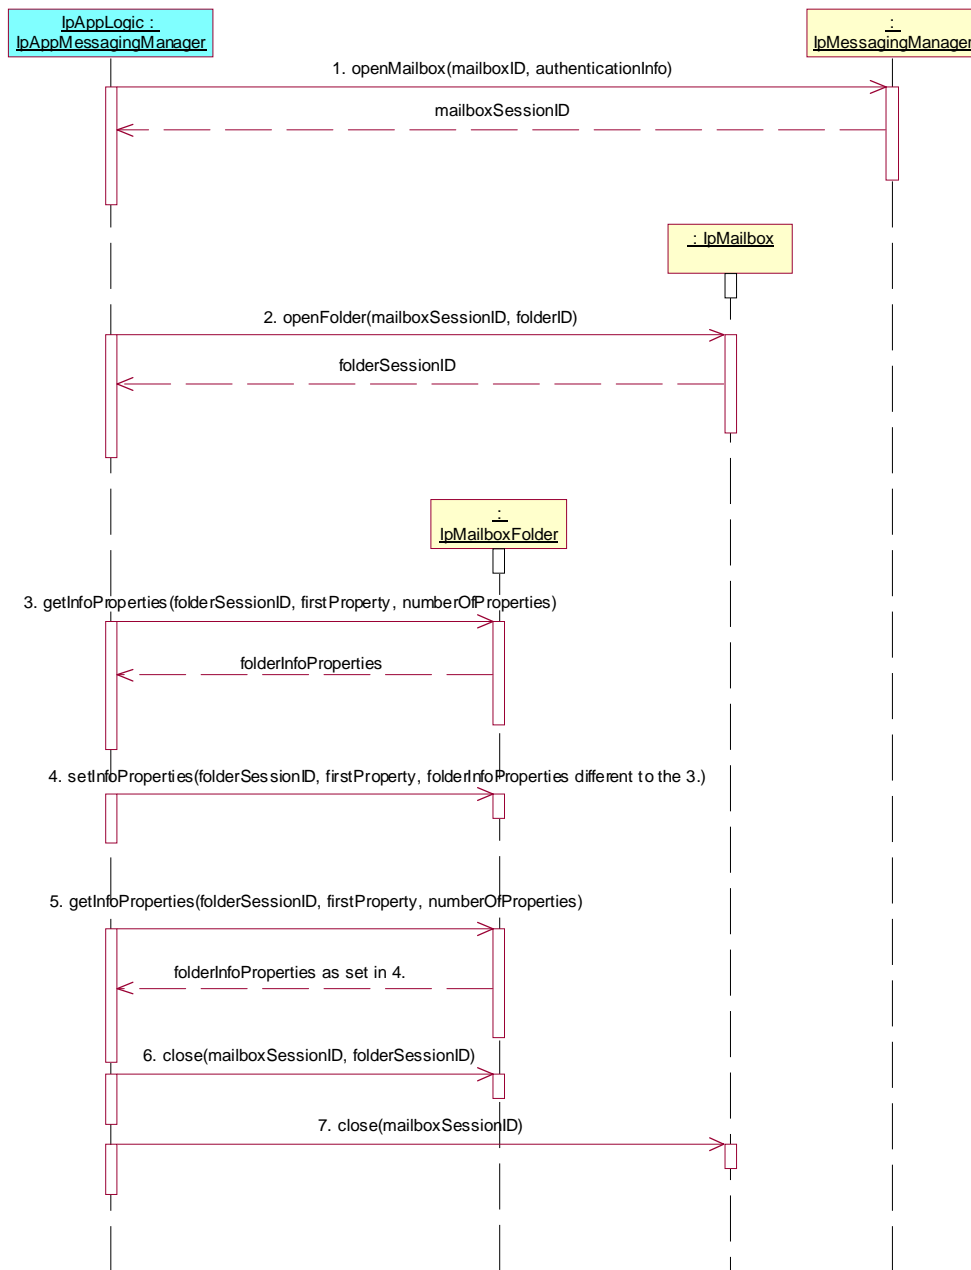 IpAppLogic :
IpAppMessagingManager
:
IpMessagingManager
1. openMailbox(mailboxID, authenticationInfo)
mailboxSessionID
: IpMailbox
2. openFolder(mailboxSessionID, folderID)
folderSessionID
:
IpMailboxFolder
3. getInfoProperties(folderSessionID, firstProperty, numberOfProperties)
folderInfoProperties
4. setInfoProperties(folderSessionID, firstProperty, folderInfoProperties different to the 3.)
5. getInfoProperties(folderSessionID, firstProperty, numberOfProperties)
folderInfoProperties as set in 4.
6. close(mailboxSessionID, folderSessionID)
7. close(mailboxSessionID)